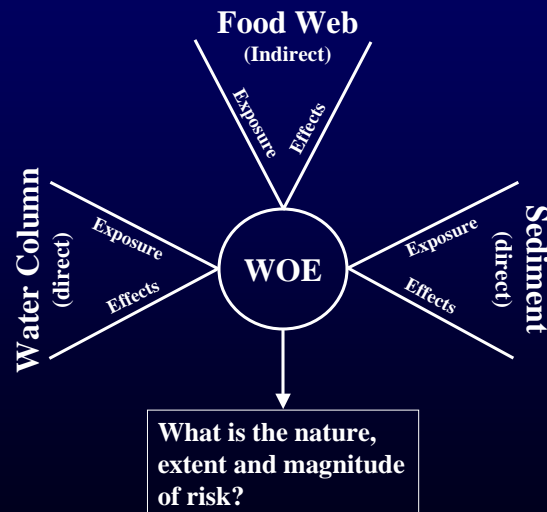 Food Web
(Indirect)
Exposure
Effects
Water Column
(direct)
Exposure
Effects
WOE
Exposure
Effects
Sediment
(direct)
What is the nature,
extent and magnitude
of risk?